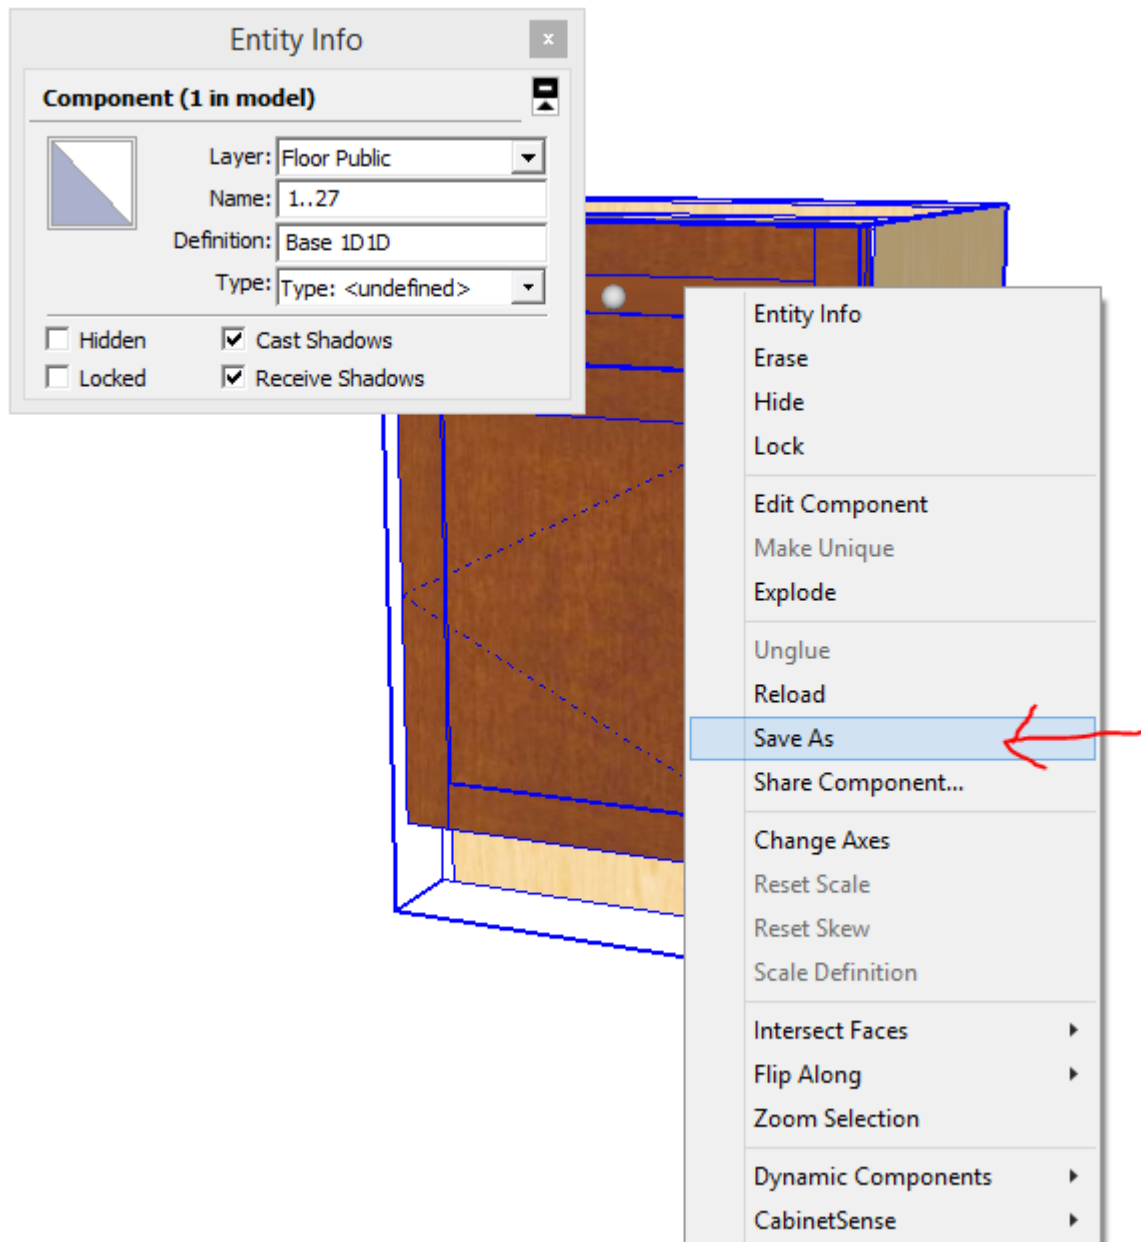 Entity Info
x
Component (1 in model)
Layer: Floor Public
Name: 1..27
Definition: Base 1D1D
Type: Type: <undefined>
Hidden Cast Shadows
Locked Receive Shadows
Entity Info
Erase
Hide
Lock
Edit Component
Make Unique
Explode
Unglue
Reload
Save As
Share Component...
Change Axes
Reset Scale
Reset Skew
Scale Definition
Intersect Faces
Flip Along
Zoom Selection
Dynamic Components
CabinetSense